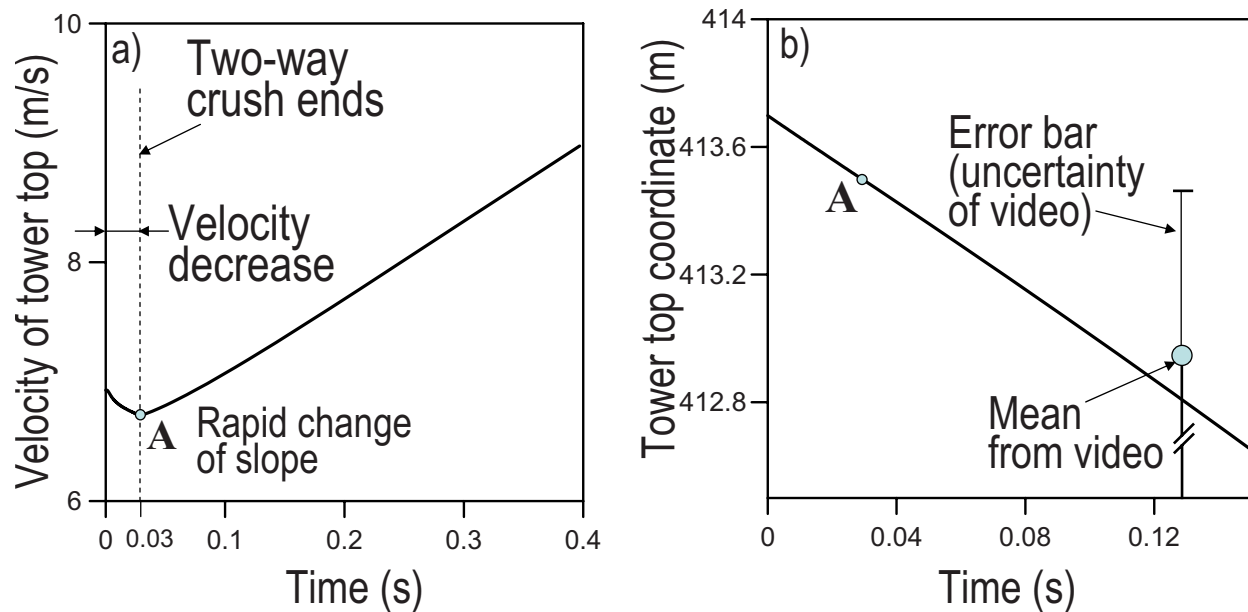 a)
Velocity of tower top (m/s)
10
8
6
Two-way
crush ends
Velocity
decrease
A
Rapid change
of slope
0
0.03
0.1
0.2
0.3
0.4
Time (s)
b)
Tower top coordinate (m)
414
413.6
413.2
412.8
A
Error bar
(uncertainty
of video)
Mean
from video
0
0.04
0.08
0.12
Time (s)